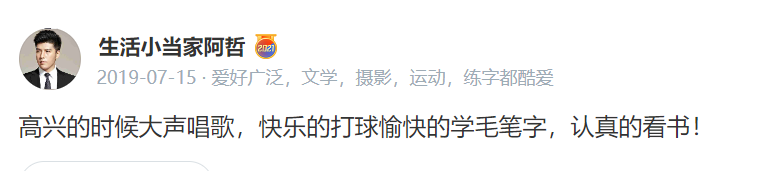 生活小当家阿哲 2021
2019-07-15 · 爱好广泛，文学，摄影，运动，练字都酷爱
高兴的时候大声唱歌，快乐的打球愉快的学毛笔字，认真的看书！